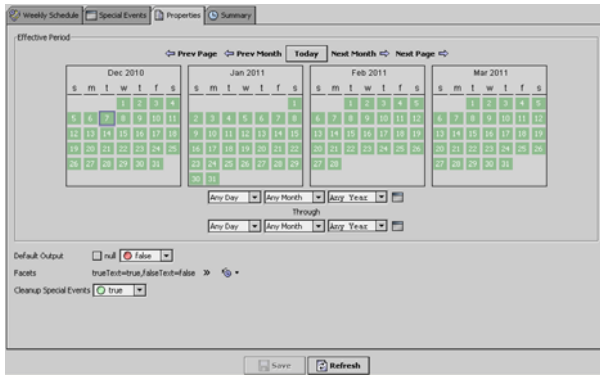 Weekly Schedule Special Events Properties Summary
Effective Period
Prev Page Prev Month Today Next Month Next Page
Dec 2010 Jan 2011 Feb 2011 Mar 2011
s m t w t f s s m t w t f s s m t w t f s s m t w t f s
1 2 3 4 1 1 2 3 4 5 1 2 3 4 5
5 6 7 8 9 10 11 2 3 4 5 6 7 8 6 7 8 9 10 11 12 6 7 8 9 10 11 12
12 13 14 15 16 17 18 9 10 11 12 13 14 15 13 14 15 16 17 18 19 13 14 15 16 17 18 19
19 20 21 22 23 24 25 16 17 18 19 20 21 22 20 21 22 23 24 25 26 20 21 22 23 24 25 26
26 27 28 29 30 31 23 24 25 26 27 28 29 27 28 27 28 29 30 31
30 31
Any Day Any Month Any Year
Through
Any Day Any Month Any Year
Default Output null false
Facets trueText=true,falseText=false »
Cleanup Special Events true
Save Refresh